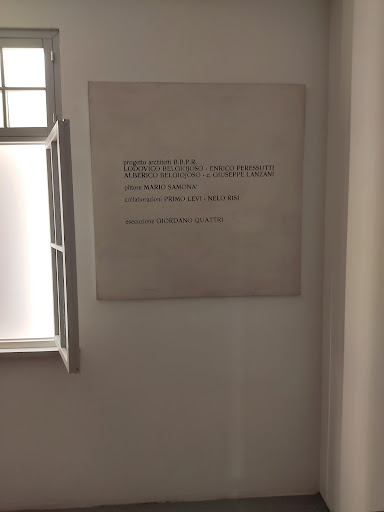 progetto architetti B.B.P.R.
LODOVICO BELGIOJOSO - ENRICO PERESSUTTI
ALBERICO BELGIOJOSO - e. GIUSEPPE LANZANI
pittore MARIO SAMONA'
collaborazioni PRIMO LEVI - NELO RISI
esecuzione GIORDANO QUATTRI